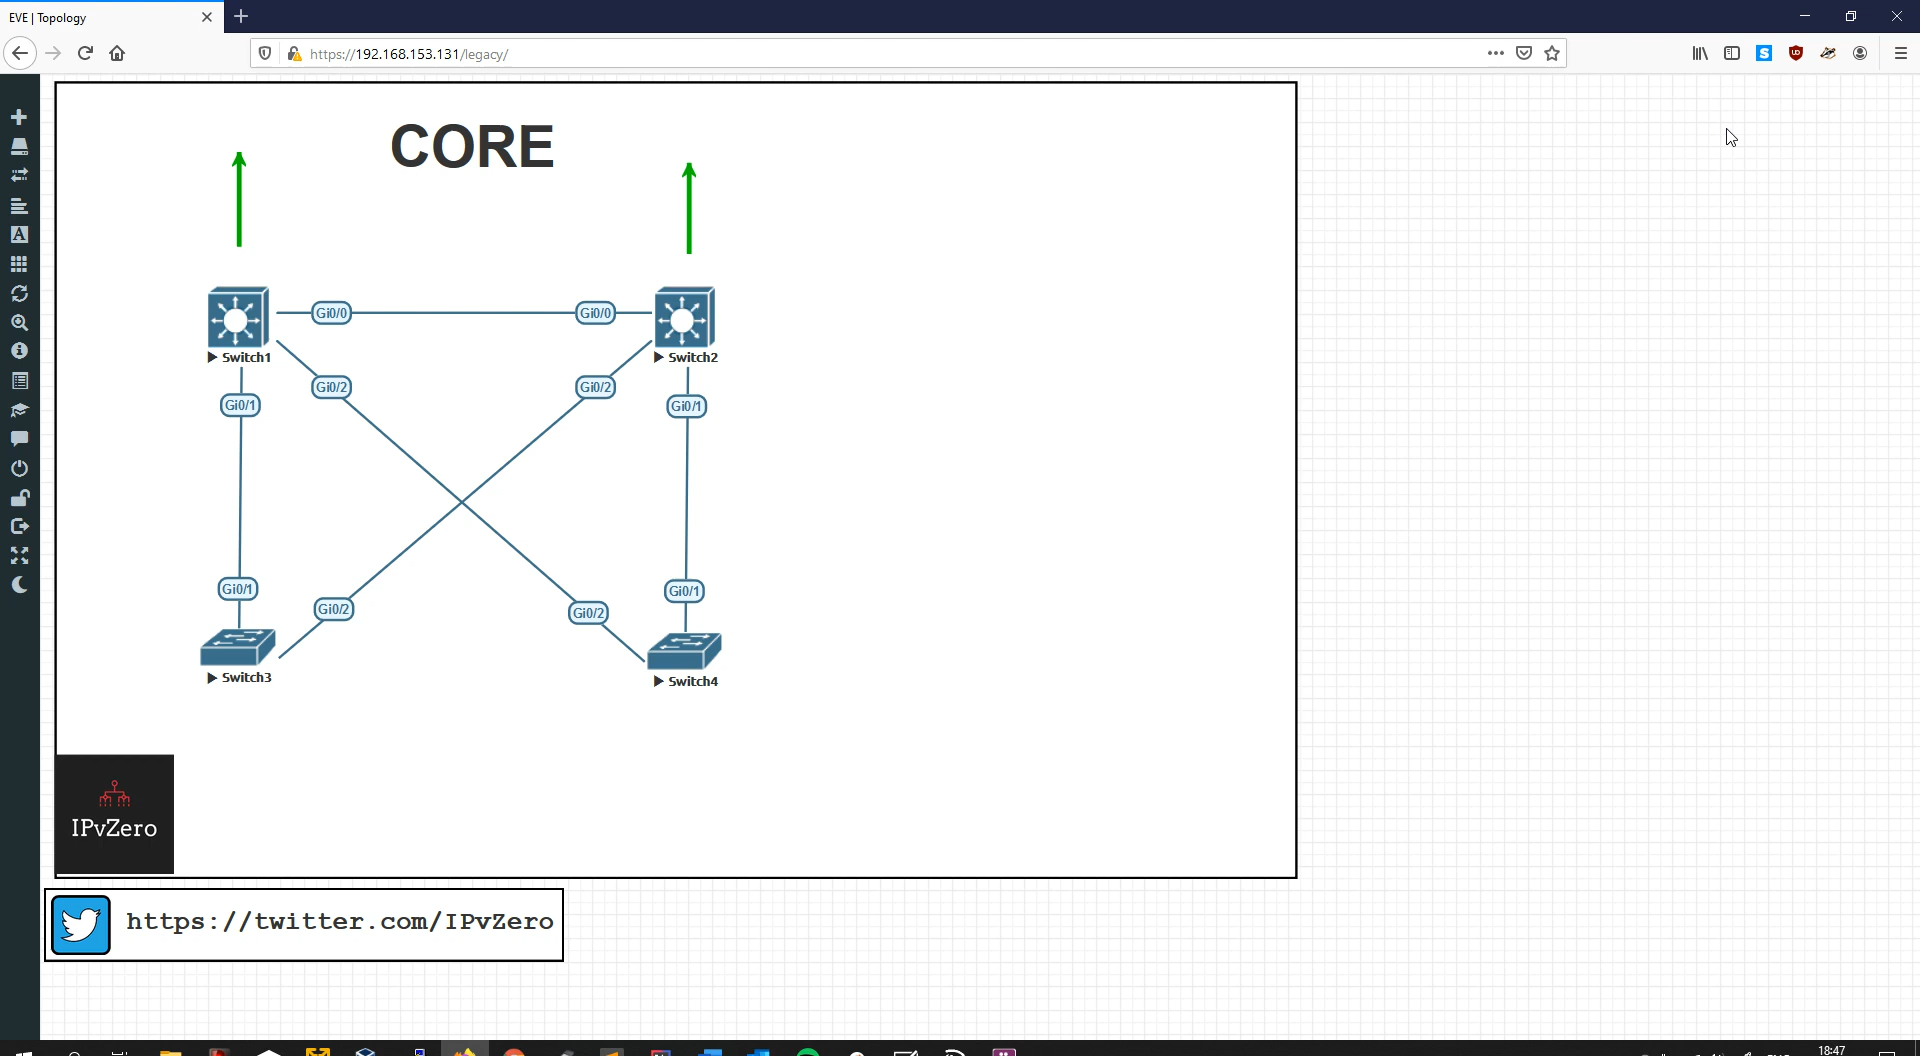 EVE | Topology
https://192.168.153.131/legacy/
CORE
Gi0/0
Gi0/0
Switch1
Switch2
Gi0/2
Gi0/2
Gi0/1
Gi0/1
Gi0/1
Gi0/1
Gi0/2
Gi0/2
Switch3
Switch4
IPvZero
https://twitter.com/IPvZero
18:47